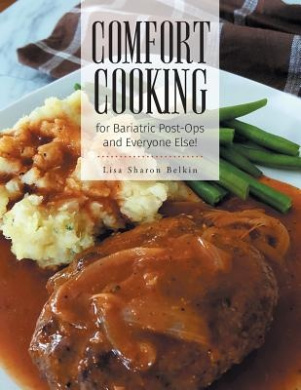 COMFORT
COOKING
for Bariatric Post-Ops
and Everyone Else!
Lisa Sharon Belkin